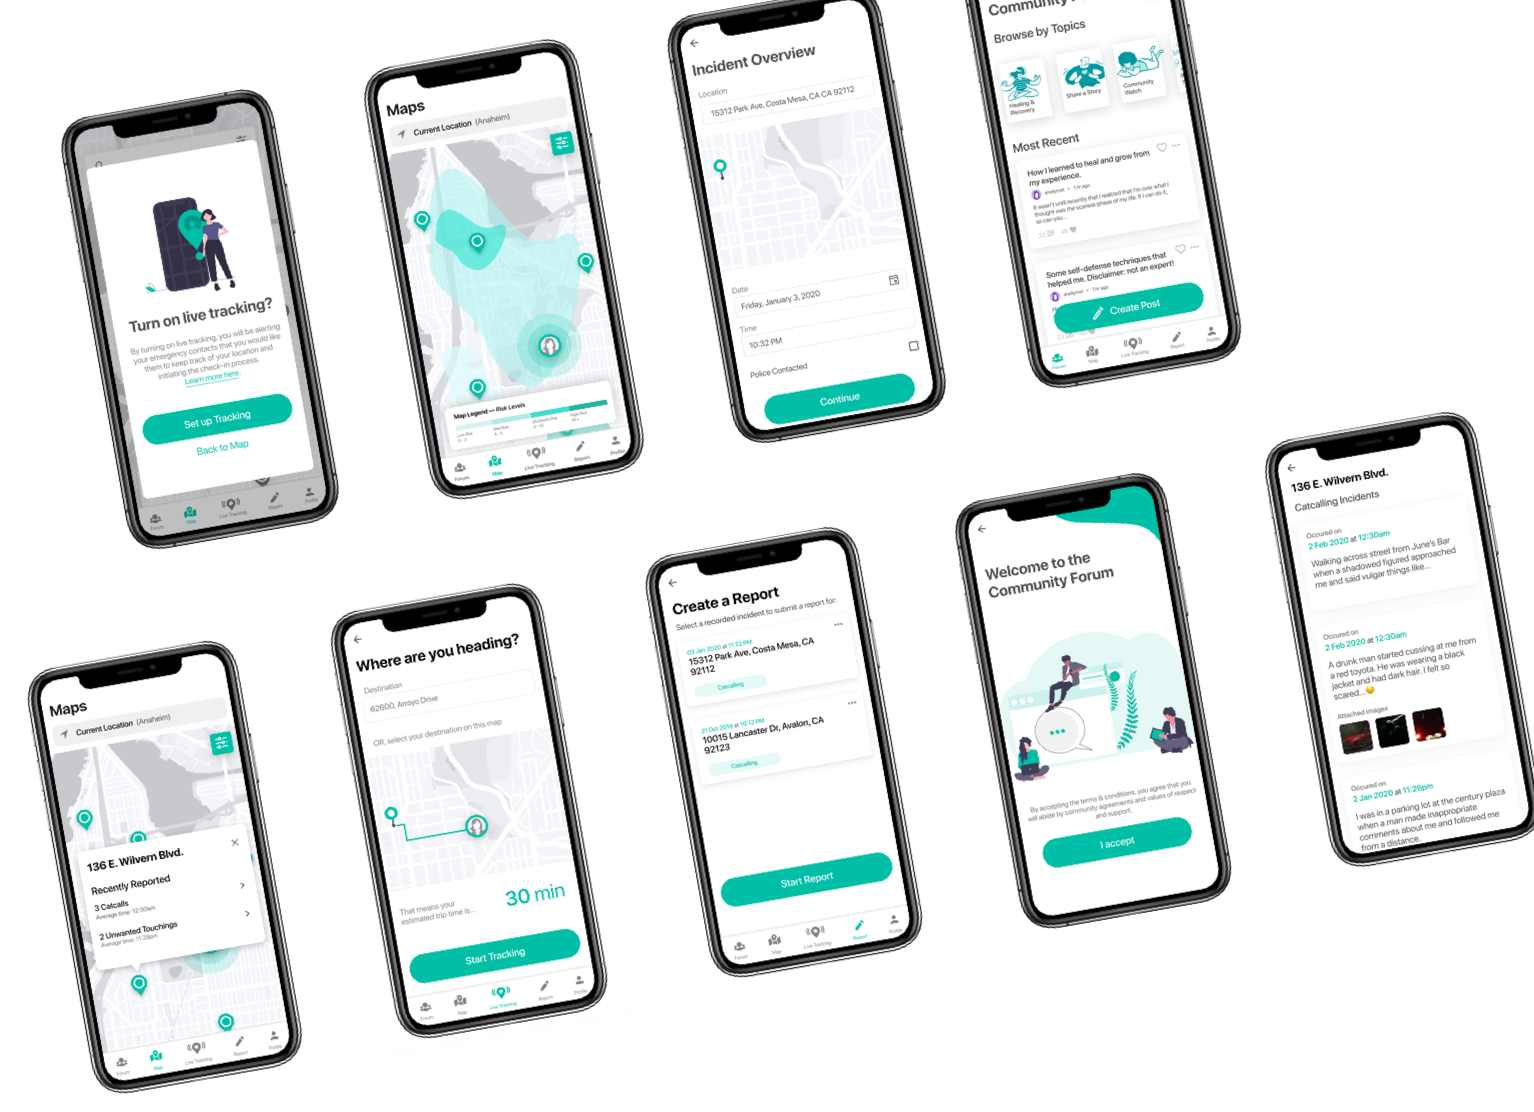 Turn on live tracking?
By turning on live tracking, you will be alerting
your emergency contacts that you would like
them to keep track of your location and
initiating the check-in process.
Learn more here.
Set up Tracking
Back to Map
Forum
Map
Live Tracking
Report
Profile
Maps
Current Location (Anaheim)
Map Legend — Risk Levels
Low Risk
High Risk
Forum
Map
Live Tracking
Report
Profile
Incident Overview
Location
15312 Park Ave, Costa Mesa, CA CA 92112
Date
Friday, January 3, 2020
Time
10:32 PM
Police Contacted
Continue
Community
Browse by Topics
Healing &
Recovery
Share a Story
Community
Watch
Most Recent
How I learned to heal and grow from
my experience.
1 hr ago
It wasn't until recently that I realized that I'm over what I
thought was the scariest phase of my life. If I can do it,
so can you...
Some self-defense techniques that
helped me. Disclaimer: not an expert!
1 hr ago
Create Post
Forum
Map
Live Tracking
Report
Profile
Maps
Current Location (Anaheim)
136 E. Wilvern Blvd.
Recently Reported
3 Catcalls
Average time: 12:30am
2 Unwanted Touchings
Average time: 11:26pm
Forum
Map
Live Tracking
Report
Profile
Where are you heading?
Destination
62600, Arroyo Drive
OR, select your destination on this map
That means your
estimated trip time is...
30 min
Start Tracking
Forum
Map
Live Tracking
Report
Profile
Create a Report
Select a recorded incident to submit a report for:
03 Jan 2020 at 11:22 PM
15312 Park Ave, Costa Mesa, CA
92112
Catcalling
31 Oct 2019 at 10:12 PM
10015 Lancaster Dr, Avalon, CA
92123
Catcalling
Start Report
Forum
Map
Live Tracking
Report
Profile
Welcome to the
Community Forum
By accepting the terms & conditions, you agree that you
will abide by community agreements and values of respect
and support.
I accept
136 E. Wilvern Blvd.
Catcalling Incidents
Occured on
2 Feb 2020 at 12:30am
Walking across street from June's Bar
when a shadowed figured approached
me and said vulgar things like...
Occured on
2 Feb 2020 at 12:30am
A drunk man started cussing at me from
a red toyota. He was wearing a black
jacket and had dark hair. I felt so
scared...😔
Attached images
Occured on
2 Jan 2020 at 11:26pm
I was in a parking lot at the century plaza
when a man made inappropriate
comments about me and followed me
from a distance.